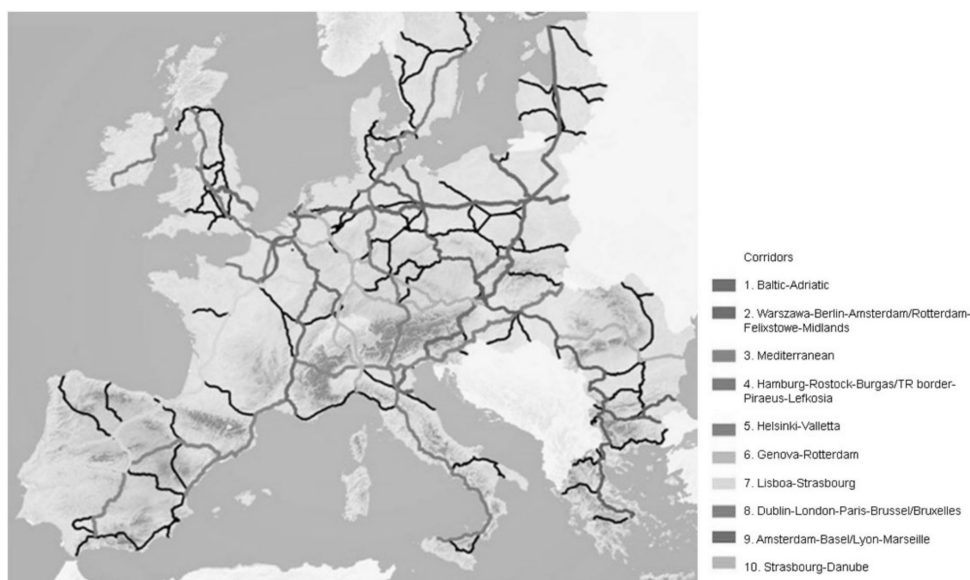 Corridors
1. Baltic-Adriatic
2. Warszawa-Berlin-Amsterdam/Rotterdam-
Felixstowe-Midlands
3. Mediterranean
4. Hamburg-Rostock-Burgas/TR border-
Piraeus-Lefkosia
5. Helsinki-Valletta
6. Genova-Rotterdam
7. Lisboa-Strasbourg
8. Dublin-London-Paris-Brussel/Bruxelles
9. Amsterdam-Basel/Lyon-Marseille
10. Strasbourg-Danube